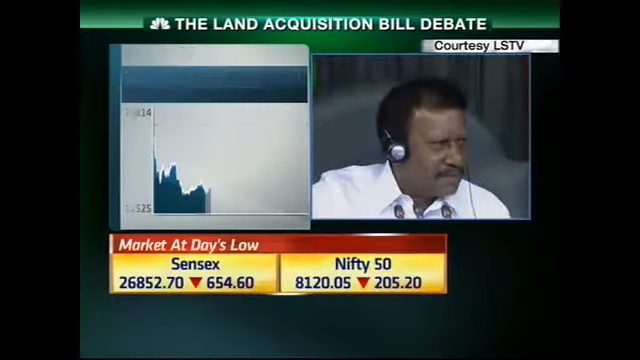 THE LAND ACQUISITION BILL DEBATE
Courtesy LSTV
Market At Day's Low
Sensex
26852.70 ▼ 654.60
Nifty 50
8120.05 ▼ 205.20